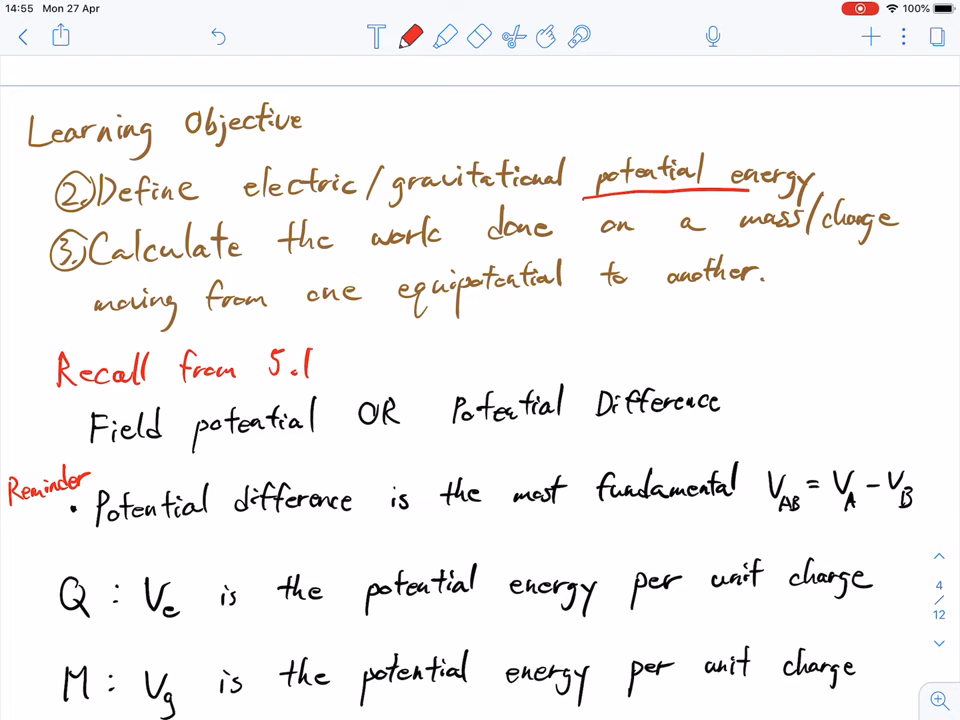 14:55 Mon 27 Apr 100%
Learning Objective
2. Define electric/gravitational potential energy
3. Calculate the work done on a mass/charge
moving from one equipotential to another.
Recall from 5.1
Field potential OR Potential Difference
Reminder
• Potential difference is the most fundamental V_AB = V_A - V_B
Q : V_e is the potential energy per unit charge
M : V_g is the potential energy per unit charge
4
/
12